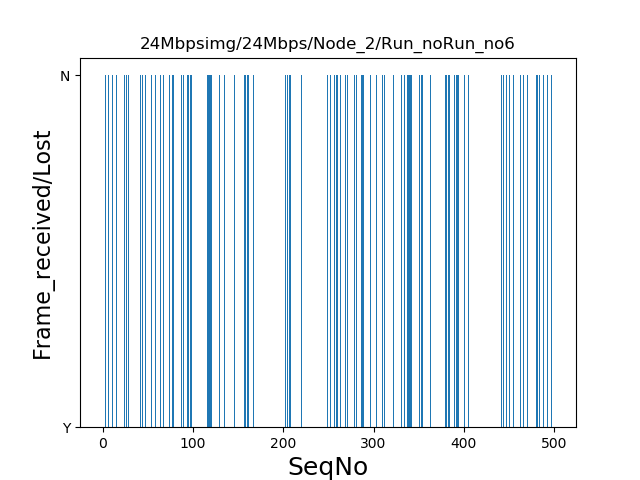 24Mbpsimg/24Mbps/Node_2/Run_noRun_no6
N
Frame_received/Lost
Y
0 100 200 300 400 500
SeqNo